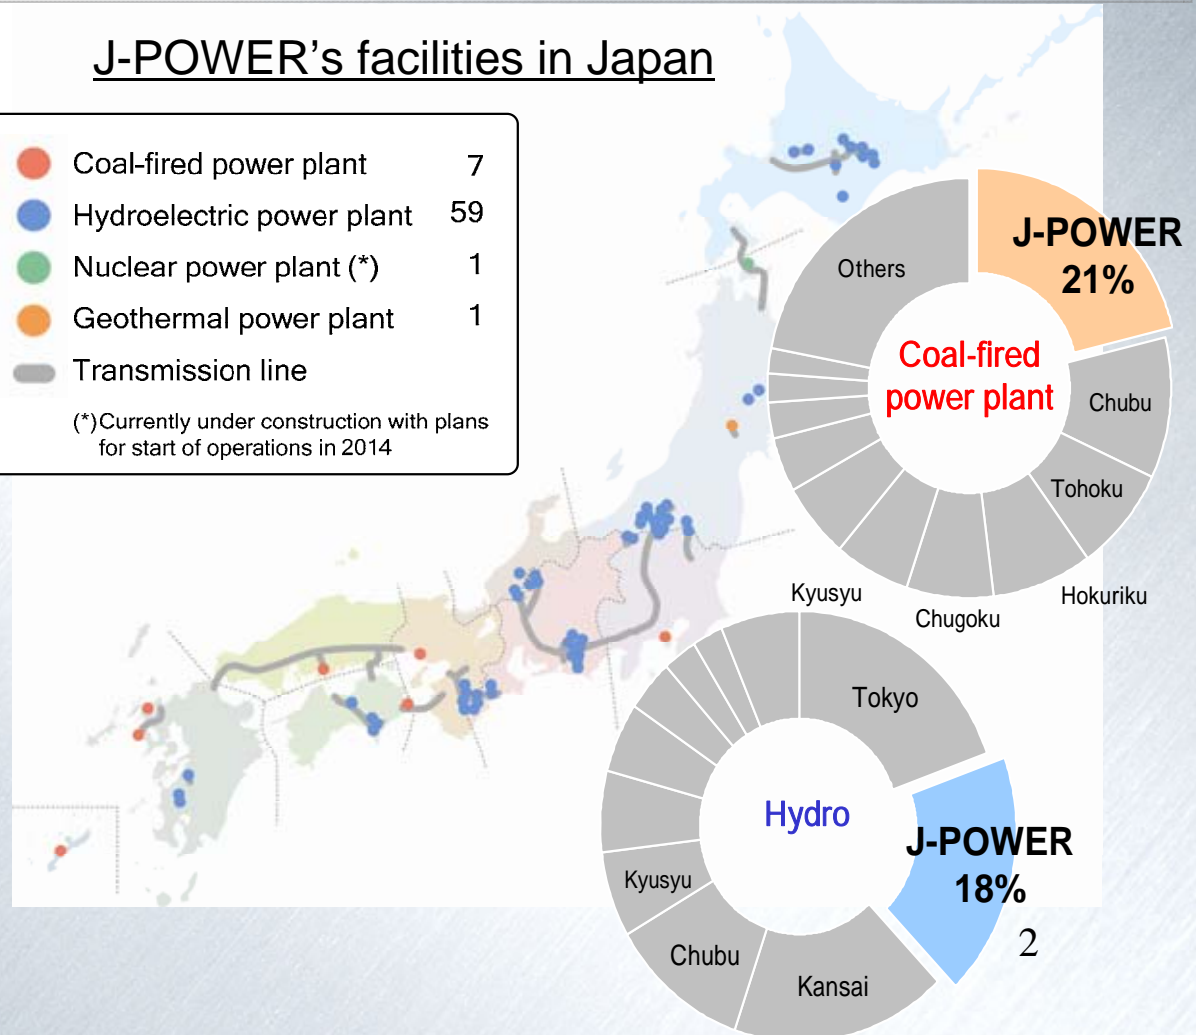 J-POWER's facilities in Japan
Coal-fired power plant 7
Hydroelectric power plant 59
Nuclear power plant (*) 1
Geothermal power plant 1
Transmission line
(*)Currently under construction with plans
for start of operations in 2014
J-POWER
21%
Others
Coal-fired
power plant
Chubu
Tohoku
Hokuriku
Chugoku
Kyusyu
Tokyo
Hydro
J-POWER
18%
Kyusyu
Chubu
Kansai
2